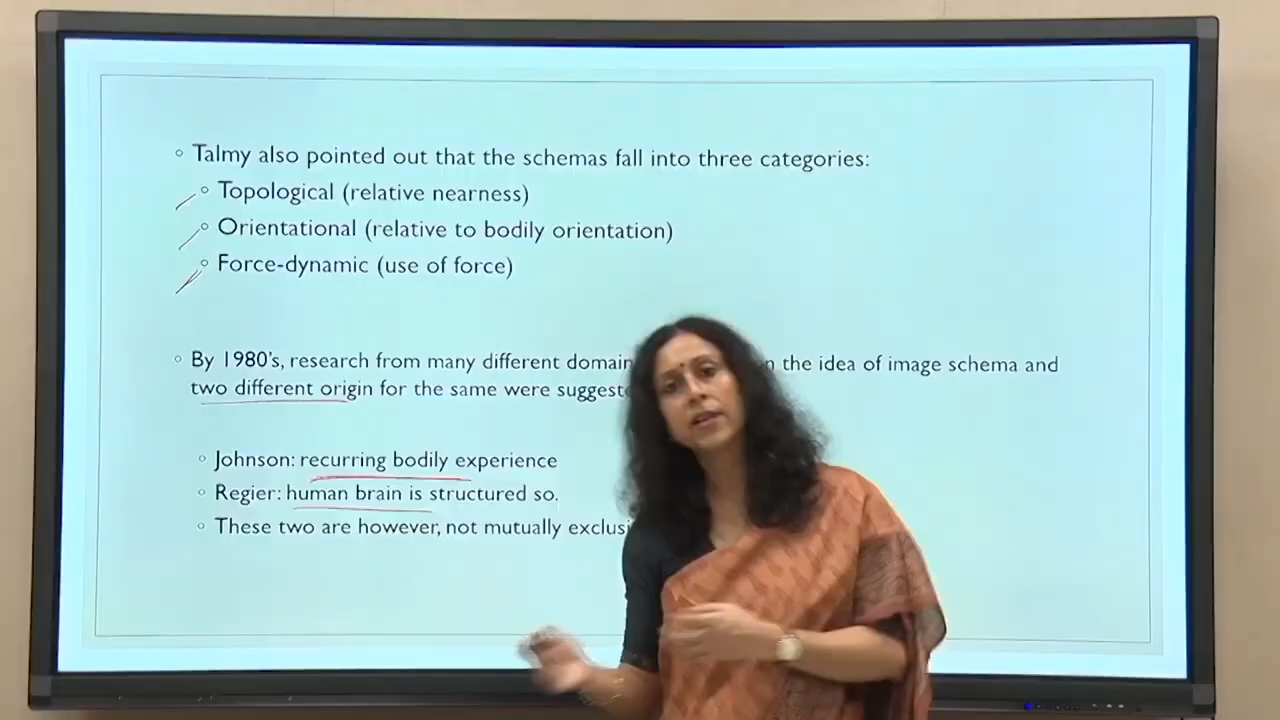 Talmy also pointed out that the schemas fall into three categories:
Topological (relative nearness)
Orientational (relative to bodily orientation)
Force-dynamic (use of force)
By 1980's, research from many different domain the idea of image schema and
two different origin for the same were suggest
Johnson: recurring bodily experience
Regier: human brain is structured so.
These two are however, not mutually exclusi